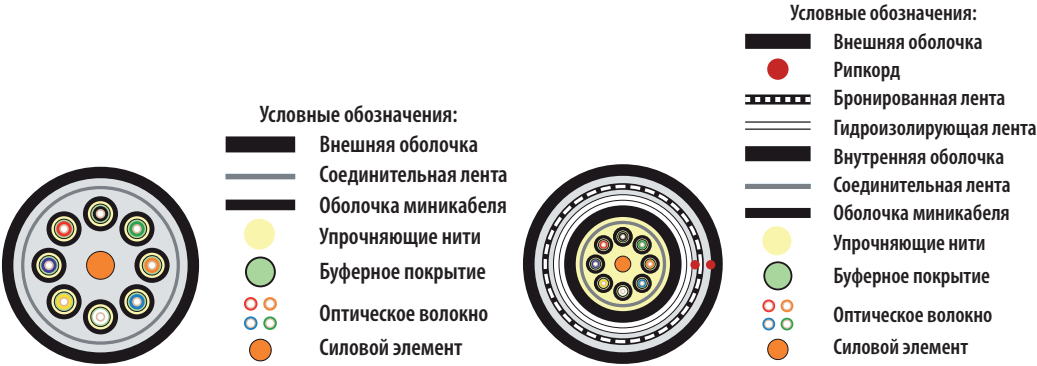 Условные обозначения:
Внешняя оболочка
Соединительная лента
Оболочка миникабеля
Упрочняющие нити
Буферное покрытие
Оптическое волокно
Силовой элемент
Условные обозначения:
Внешняя оболочка
Рипкорд
Бронированная лента
Гидроизолирующая лента
Внутренняя оболочка
Соединительная лента
Оболочка миникабеля
Упрочняющие нити
Буферное покрытие
Оптическое волокно
Силовой элемент